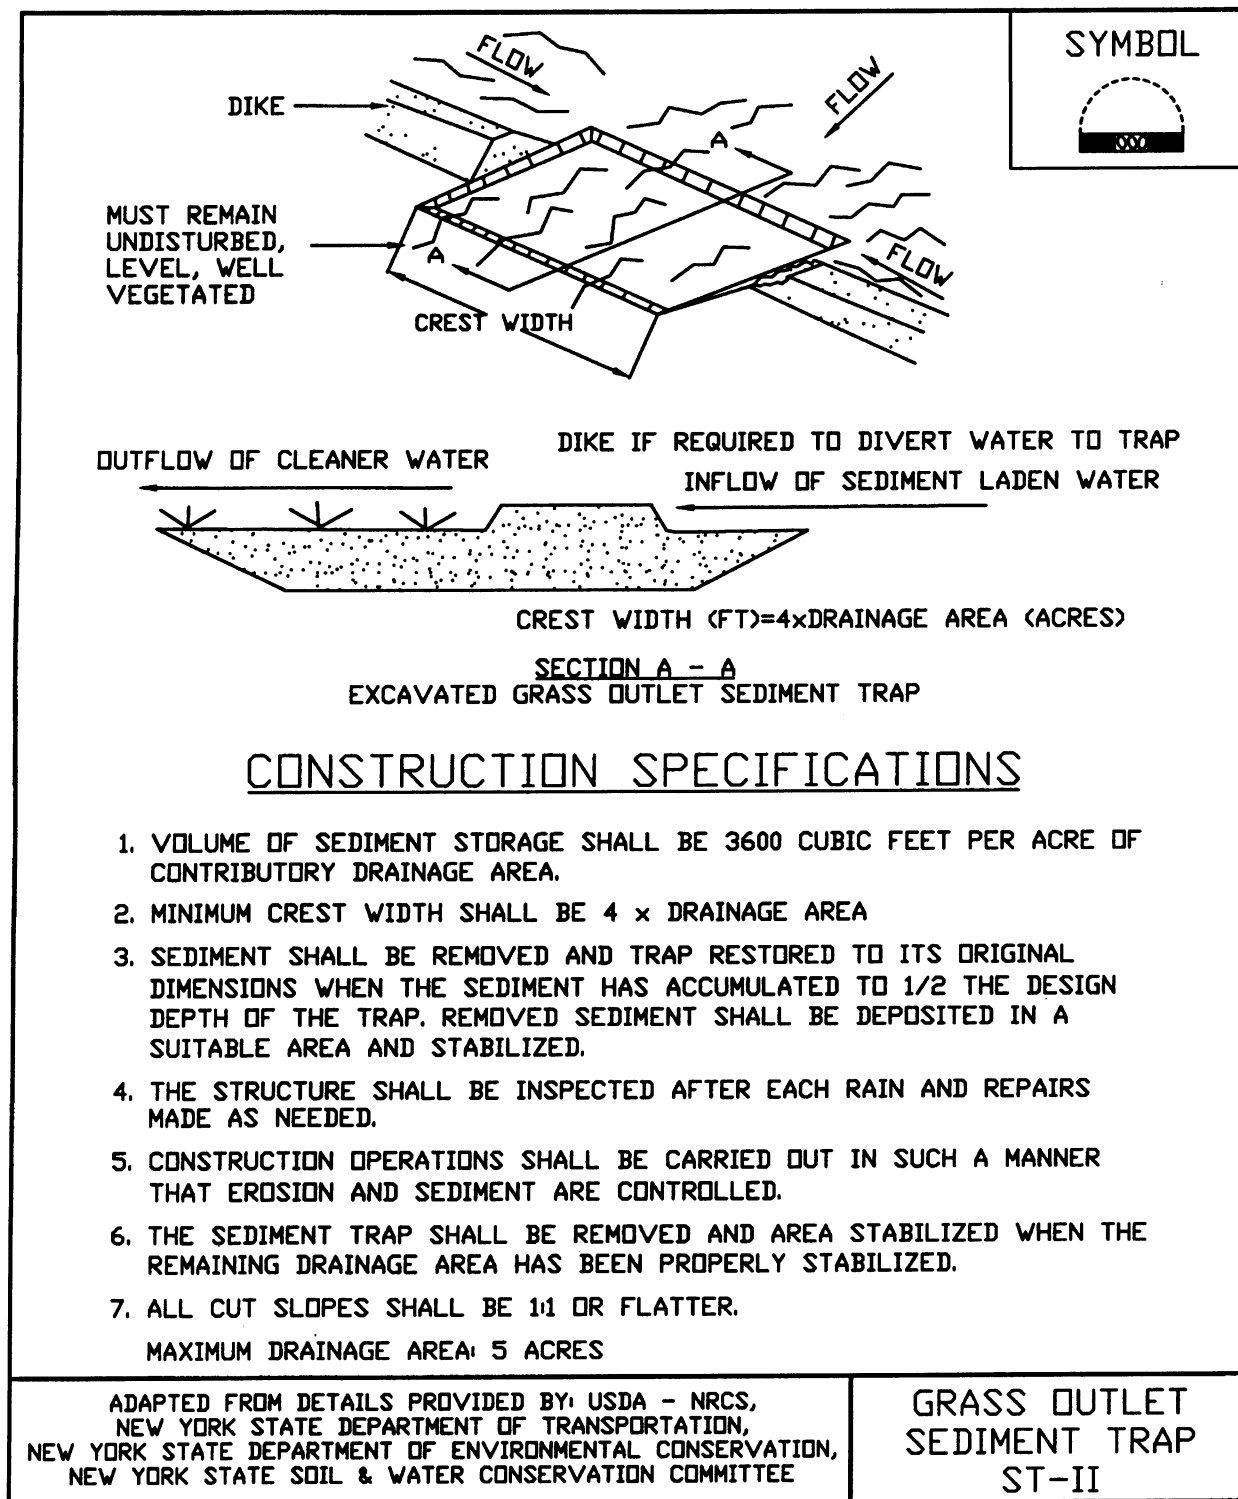 SYMBOL
FLOW
FLOW
DIKE
A
MUST REMAIN
UNDISTURBED,
LEVEL, WELL
VEGETATED
A
FLOW
CREST WIDTH
DIKE IF REQUIRED TO DIVERT WATER TO TRAP
OUTFLOW OF CLEANER WATER
INFLOW OF SEDIMENT LADEN WATER
CREST WIDTH (FT)=4xDRAINAGE AREA (ACRES)
SECTION A - A
EXCAVATED GRASS OUTLET SEDIMENT TRAP
CONSTRUCTION SPECIFICATIONS
1. VOLUME OF SEDIMENT STORAGE SHALL BE 3600 CUBIC FEET PER ACRE OF
CONTRIBUTORY DRAINAGE AREA.
2. MINIMUM CREST WIDTH SHALL BE 4 x DRAINAGE AREA
3. SEDIMENT SHALL BE REMOVED AND TRAP RESTORED TO ITS ORIGINAL
DIMENSIONS WHEN THE SEDIMENT HAS ACCUMULATED TO 1/2 THE DESIGN
DEPTH OF THE TRAP. REMOVED SEDIMENT SHALL BE DEPOSITED IN A
SUITABLE AREA AND STABILIZED.
4. THE STRUCTURE SHALL BE INSPECTED AFTER EACH RAIN AND REPAIRS
MADE AS NEEDED.
5. CONSTRUCTION OPERATIONS SHALL BE CARRIED OUT IN SUCH A MANNER
THAT EROSION AND SEDIMENT ARE CONTROLLED.
6. THE SEDIMENT TRAP SHALL BE REMOVED AND AREA STABILIZED WHEN THE
REMAINING DRAINAGE AREA HAS BEEN PROPERLY STABILIZED.
7. ALL CUT SLOPES SHALL BE 1:1 OR FLATTER.
MAXIMUM DRAINAGE AREA: 5 ACRES
ADAPTED FROM DETAILS PROVIDED BY: USDA - NRCS,
NEW YORK STATE DEPARTMENT OF TRANSPORTATION,
NEW YORK STATE DEPARTMENT OF ENVIRONMENTAL CONSERVATION,
NEW YORK STATE SOIL & WATER CONSERVATION COMMITTEE
GRASS OUTLET
SEDIMENT TRAP
ST-II